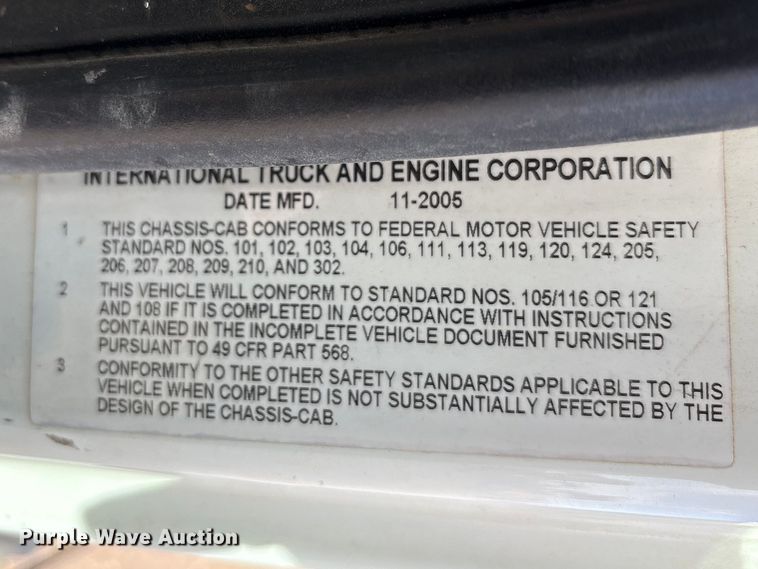 INTERNATIONAL TRUCK AND ENGINE CORPORATION
DATE MFD. 11-2005
1 THIS CHASSIS-CAB CONFORMS TO FEDERAL MOTOR VEHICLE SAFETY
STANDARD NOS. 101, 102, 103, 104, 106, 111, 113, 119, 120, 124, 205,
206, 207, 208, 209, 210, AND 302.
2 THIS VEHICLE WILL CONFORM TO STANDARD NOS. 105/116 OR 121
AND 108 IF IT IS COMPLETED IN ACCORDANCE WITH INSTRUCTIONS
CONTAINED IN THE INCOMPLETE VEHICLE DOCUMENT FURNISHED
PURSUANT TO 49 CFR PART 568.
3 CONFORMITY TO THE OTHER SAFETY STANDARDS APPLICABLE TO THIS
VEHICLE WHEN COMPLETED IS NOT SUBSTANTIALLY AFFECTED BY THE
DESIGN OF THE CHASSIS-CAB.
Purple Wave Auction